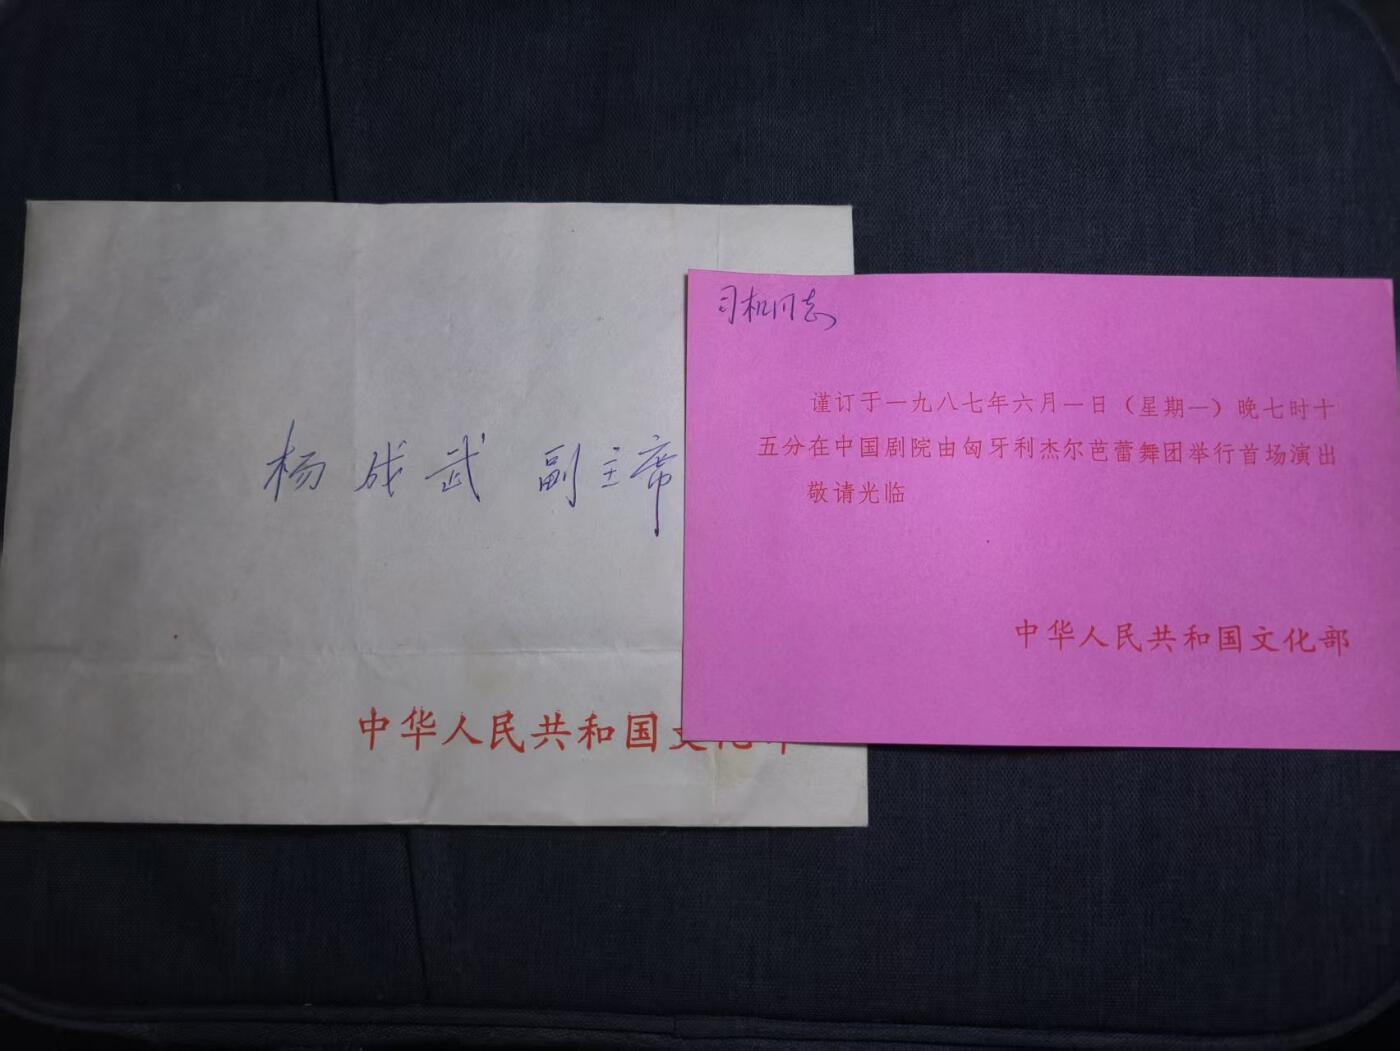 杨成武 副主席
中华人民共和国文化部
司机同志
谨订于一九八七年六月一日（星期一）晚七时十
五分在中国剧院由匈牙利杰尔芭蕾舞团举行首场演出
敬请光临
中华人民共和国文化部